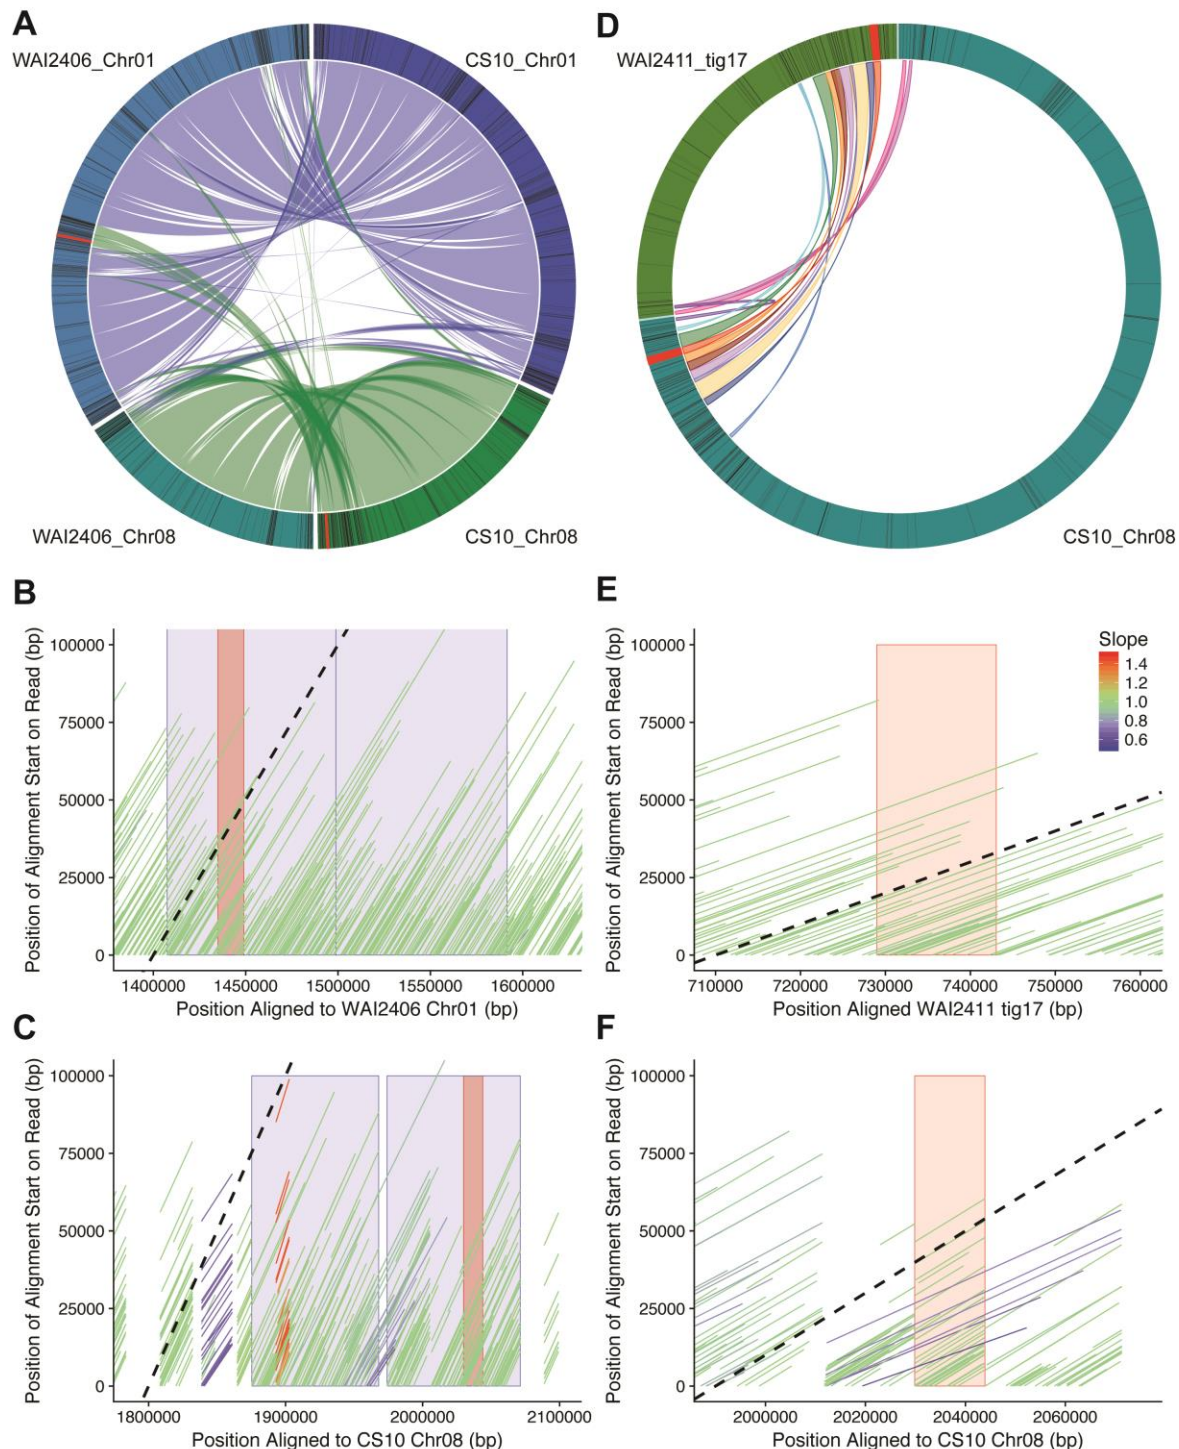 A
WAI2406_Chr01
CS10_Chr01
WAI2406_Chr08
CS10_Chr08
D
WAI2411_tig17
CS10_Chr08
B
Position of Alignment Start on Read (bp)
100000
75000
50000
25000
0
1400000 1450000 1500000 1550000 1600000
Position Aligned to WAI2406 Chr01 (bp)
E
Position of Alignment Start on Read (bp)
100000
75000
50000
25000
0
Slope
1.4
1.2
1.0
0.8
0.6
710000 720000 730000 740000 750000 760000
Position Aligned WAI2411 tig17 (bp)
C
Position of Alignment Start on Read (bp)
100000
75000
50000
25000
0
1800000 1900000 2000000 2100000
Position Aligned to CS10 Chr08 (bp)
F
Position of Alignment Start on Read (bp)
100000
75000
50000
25000
0
2000000 2020000 2040000 2060000
Position Aligned to CS10 Chr08 (bp)